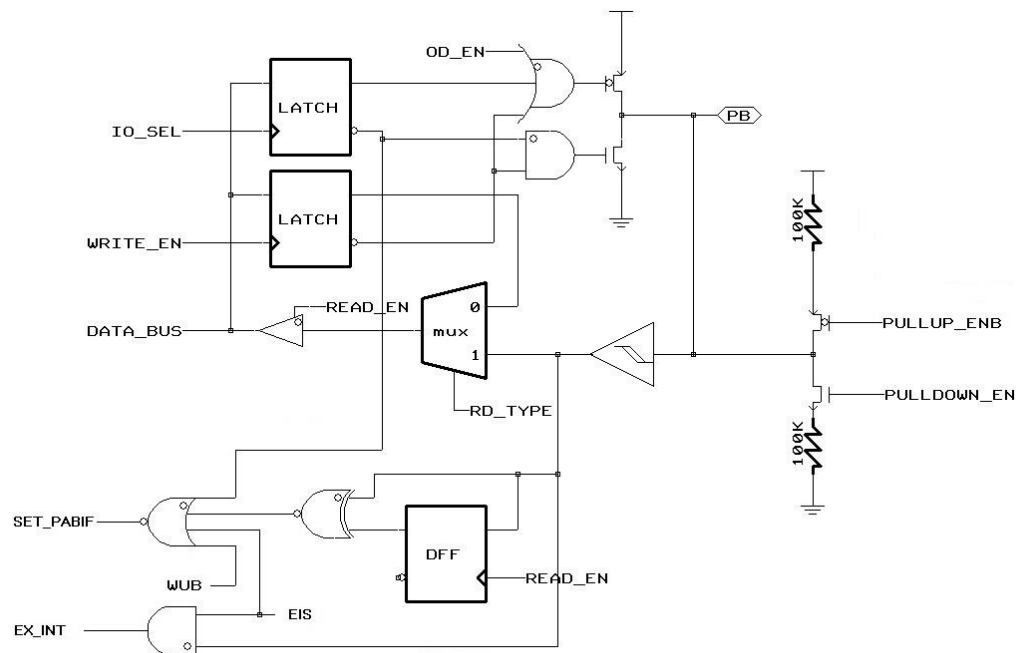 OD_EN
LATCH
PB
IO_SEL
100K
LATCH
WRITE_EN
READ_EN
0
DATA_BUS
mux
PULLUP_ENB
1
PULLDOWN_EN
RD_TYPE
100K
SET_PABIF
DFF
READ_EN
WUB
EIS
EX_INT